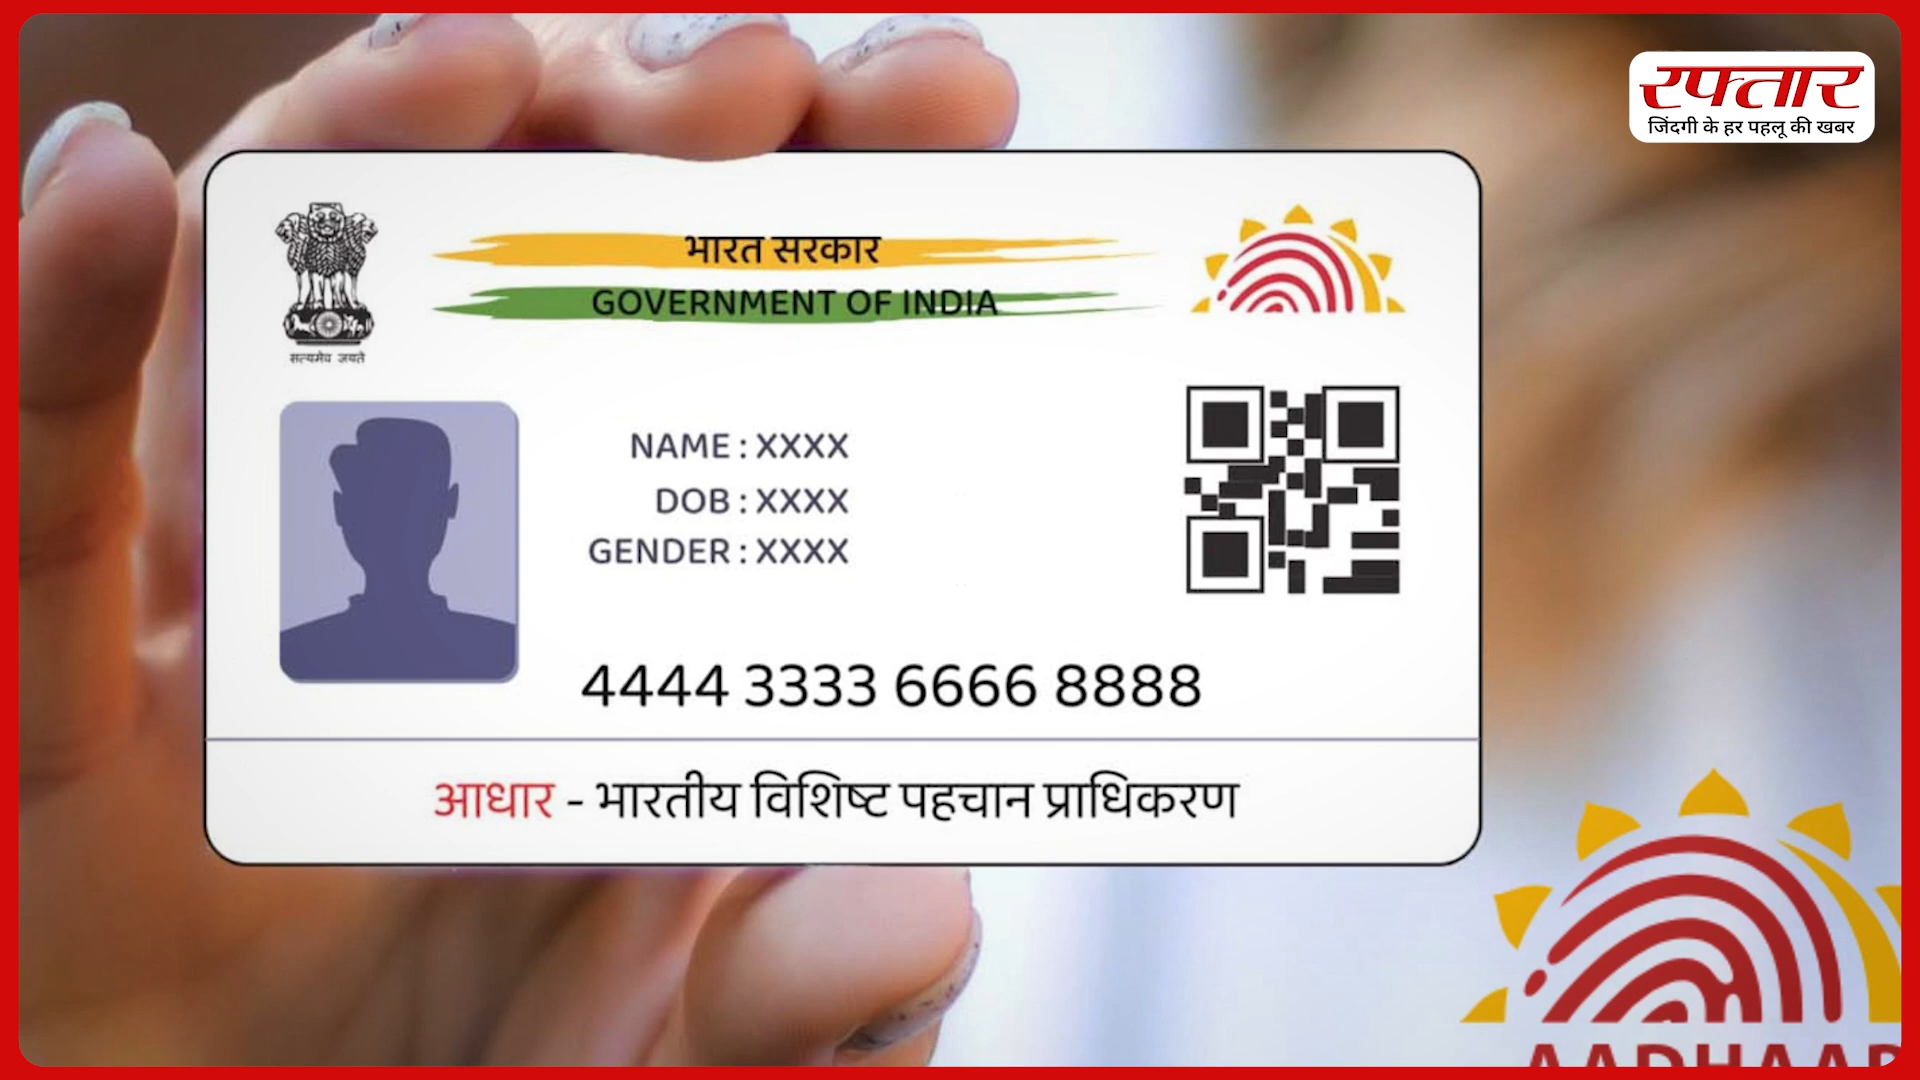 रफ्तार
जिंदगी के हर पहलू की खबर
भारत सरकार
GOVERNMENT OF INDIA
सत्यमेव जयते
NAME : XXXX
DOB : XXXX
GENDER : XXXX
4444 3333 6666 8888
आधार - भारतीय विशिष्ट पहचान प्राधिकरण
AADHAAR